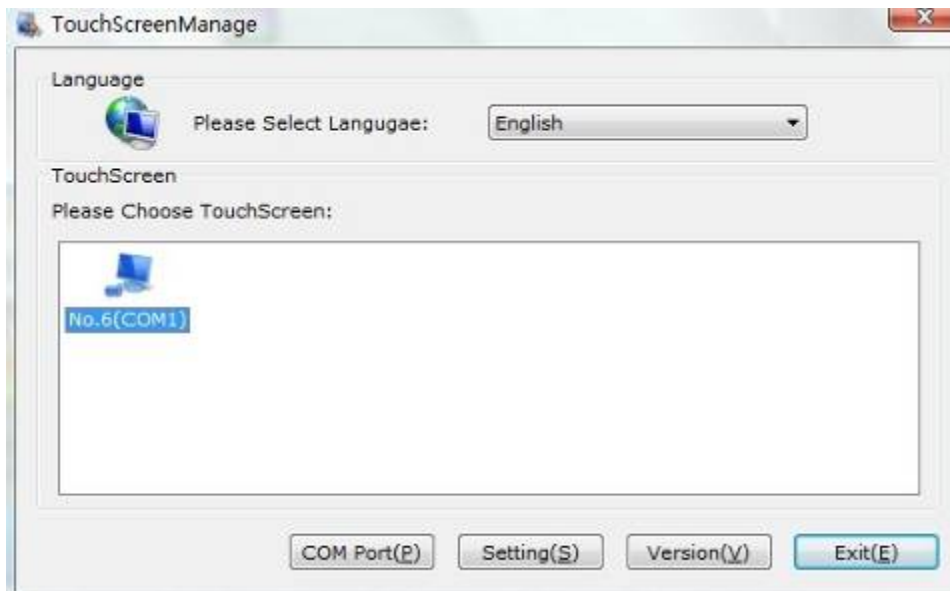 TouchScreenManage
Language
Please Select Langugae: English
TouchScreen
Please Choose TouchScreen:
No.6(COM1)
COM Port(P) Setting(S) Version(V) Exit(E)